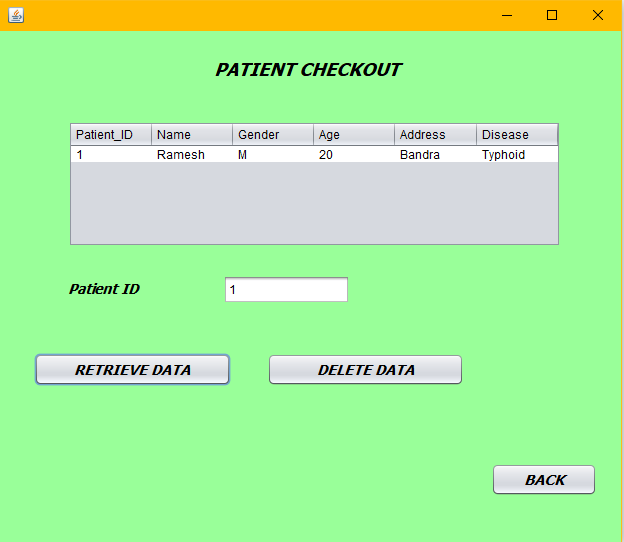 PATIENT CHECKOUT
Patient_ID Name Gender Age Address Disease
1 Ramesh M 20 Bandra Typhoid
Patient ID 1
RETRIEVE DATA DELETE DATA
BACK